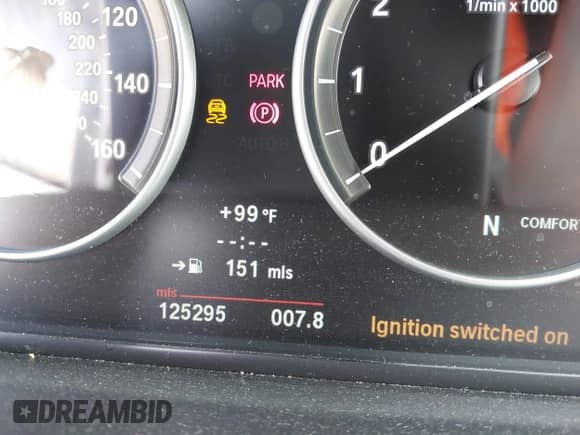 180 120
200
220 140
240
160
2 1/min x 1000
1
0
PARK
P
AUTO H
+99 °F
--:--
151 mls
mls
125295 007.8
N COMFORT
Ignition switched on
DREAMBID